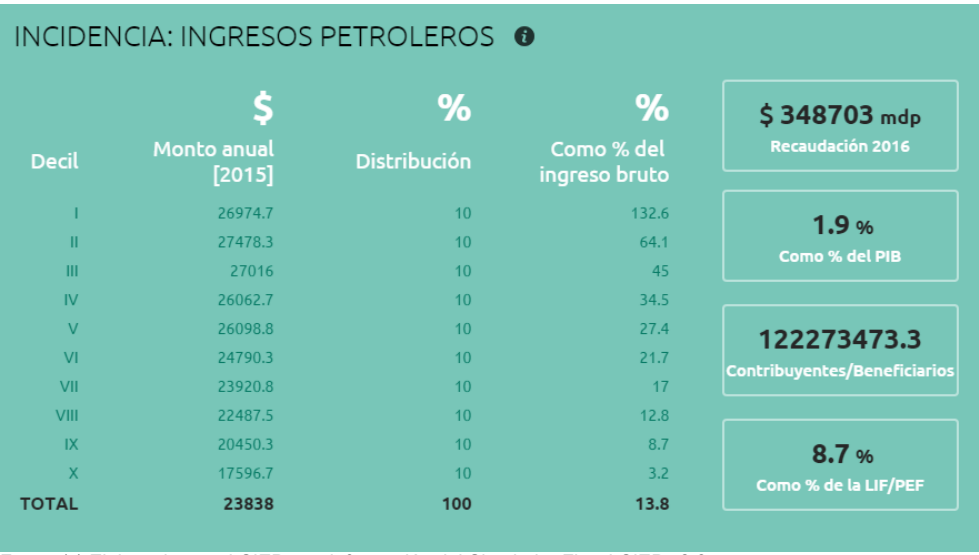 INCIDENCIA: INGRESOS PETROLEROS i
$ % %
Decil Monto anual [2015] Distribución Como % del ingreso bruto
I 26974.7 10 132.6
II 27478.3 10 64.1
III 27016 10 45
IV 26062.7 10 34.5
V 26098.8 10 27.4
VI 24790.3 10 21.7
VII 23920.8 10 17
VIII 22487.5 10 12.8
IX 20450.3 10 8.7
X 17596.7 10 3.2
TOTAL 23838 100 13.8
$ 348703 mdp
Recaudación 2016
1.9 %
Como % del PIB
122273473.3
Contribuyentes/Beneficiarios
8.7 %
Como % de la LIF/PEF